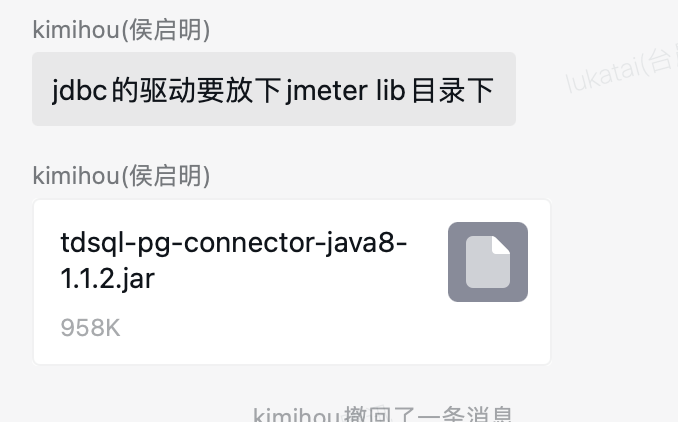 kimihou(侯启明)
lukatai(台
jdbc的驱动要放下jmeter lib目录下
kimihou(侯启明)
tdsql-pg-connector-java8-
1.1.2.jar
958K
kimihou撤回了一条消息